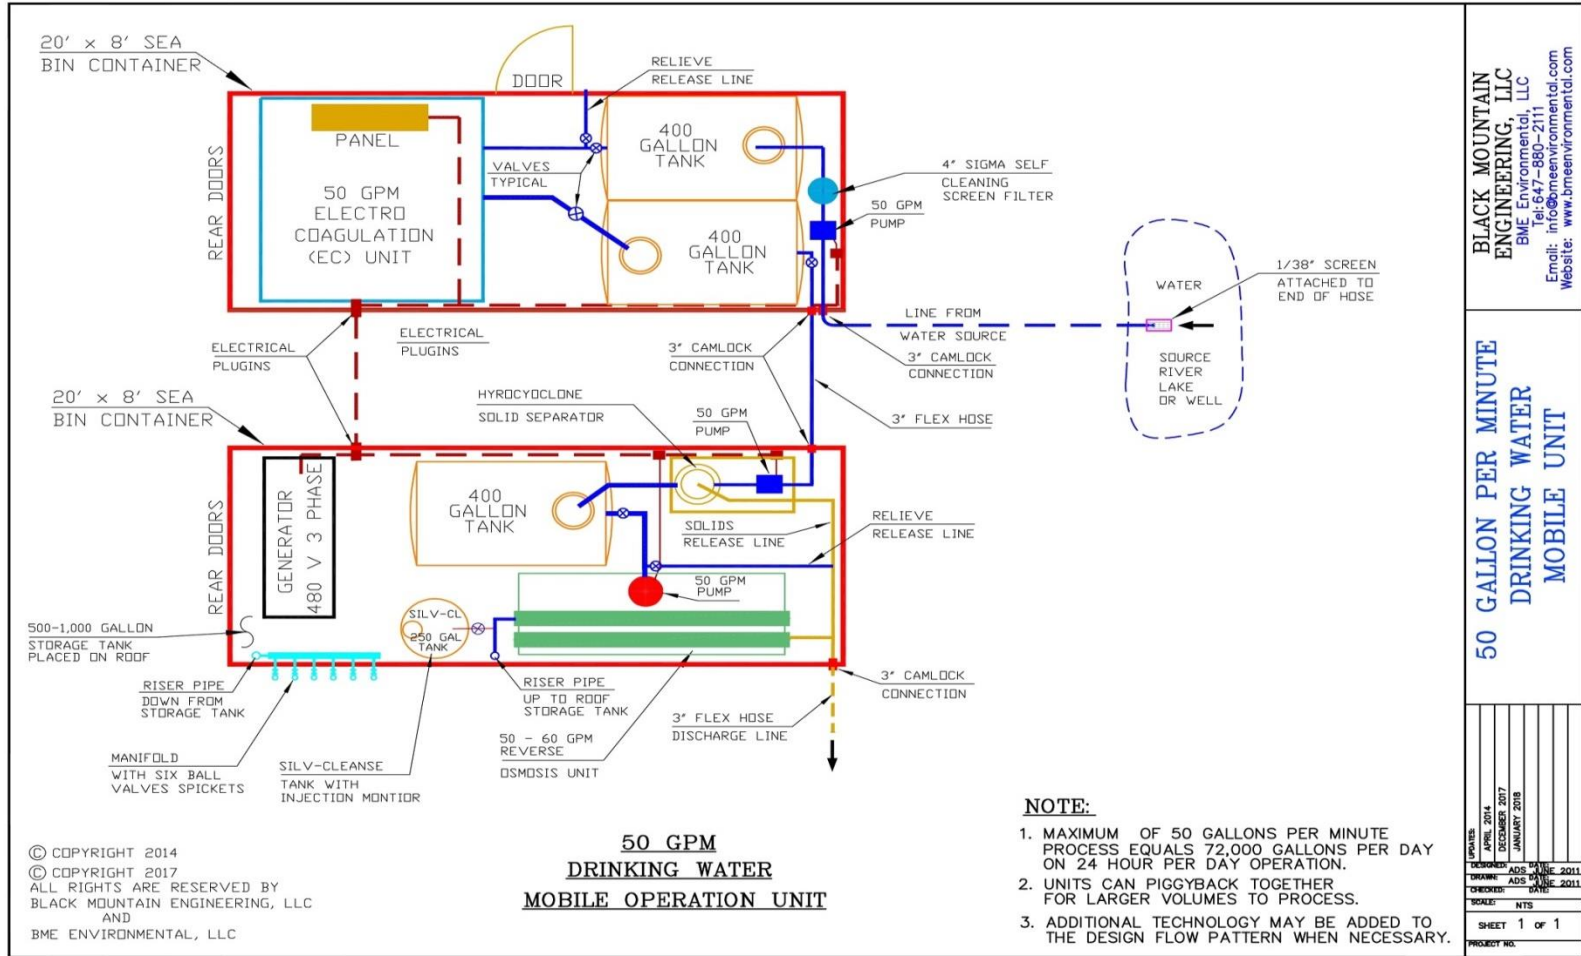 20' x 8' SEA
BIN CONTAINER
DOOR
RELIEVE
RELEASE LINE
REAR DOORS
PANEL
50 GPM
ELECTRO
COAGULATION
(EC) UNIT
VALVES
TYPICAL
400
GALLON
TANK
400
GALLON
TANK
4" SIGMA SELF
CLEANING
SCREEN FILTER
50 GPM
PUMP
WATER
SOURCE
RIVER
LAKE
OR WELL
1/38" SCREEN
ATTACHED TO
END OF HOSE
LINE FROM
WATER SOURCE
ELECTRICAL
PLUGINS
ELECTRICAL
PLUGINS
3" CAMLOCK
CONNECTION
3" CAMLOCK
CONNECTION
3" FLEX HOSE
20' x 8' SEA
BIN CONTAINER
HYROCYOCLONE
SOLID SEPARATOR
50 GPM
PUMP
REAR DOORS
GENERATOR
480 V 3 PHASE
400
GALLON
TANK
SOLIDS
RELEASE LINE
RELIEVE
RELEASE LINE
50 GPM
PUMP
SILV-CL
250 GAL
TANK
500-1,000 GALLON
STORAGE TANK
PLACED ON ROOF
RISER PIPE
DOWN FROM
STORAGE TANK
RISER PIPE
UP TO ROOF
STORAGE TANK
3" CAMLOCK
CONNECTION
3" FLEX HOSE
DISCHARGE LINE
MANIFOLD
WITH SIX BALL
VALVES SPICKETS
SILV-CLEANSE
TANK WITH
INJECTION MONTIOR
50 - 60 GPM
REVERSE
OSMOSIS UNIT
© COPYRIGHT 2014
© COPYRIGHT 2017
ALL RIGHTS ARE RESERVED BY
BLACK MOUNTAIN ENGINEERING, LLC
AND
BME ENVIRONMENTAL, LLC
50 GPM
DRINKING WATER
MOBILE OPERATION UNIT
NOTE:
1. MAXIMUM OF 50 GALLONS PER MINUTE
PROCESS EQUALS 72,000 GALLONS PER DAY
ON 24 HOUR PER DAY OPERATION.
2. UNITS CAN PIGGYBACK TOGETHER
FOR LARGER VOLUMES TO PROCESS.
3. ADDITIONAL TECHNOLOGY MAY BE ADDED TO
THE DESIGN FLOW PATTERN WHEN NECESSARY.
BLACK MOUNTAIN
ENGINEERING, LLC
BME Environmental, LLC
Tel:647-880-2111
Email: info@bmeenvironmental.com
Website: www.bmeenvironmental.com
50 GALLON PER MINUTE
DRINKING WATER
MOBILE UNIT
UPDATES:
APRIL 2014
DECEMBER 2017
JANUARY 2018
DESIGNED: ADS DATE: JUNE 2011
DRAWN: ADS DATE: JUNE 2011
CHECKED: DATE:
SCALE: NTS
SHEET 1 OF 1
PROJECT NO.